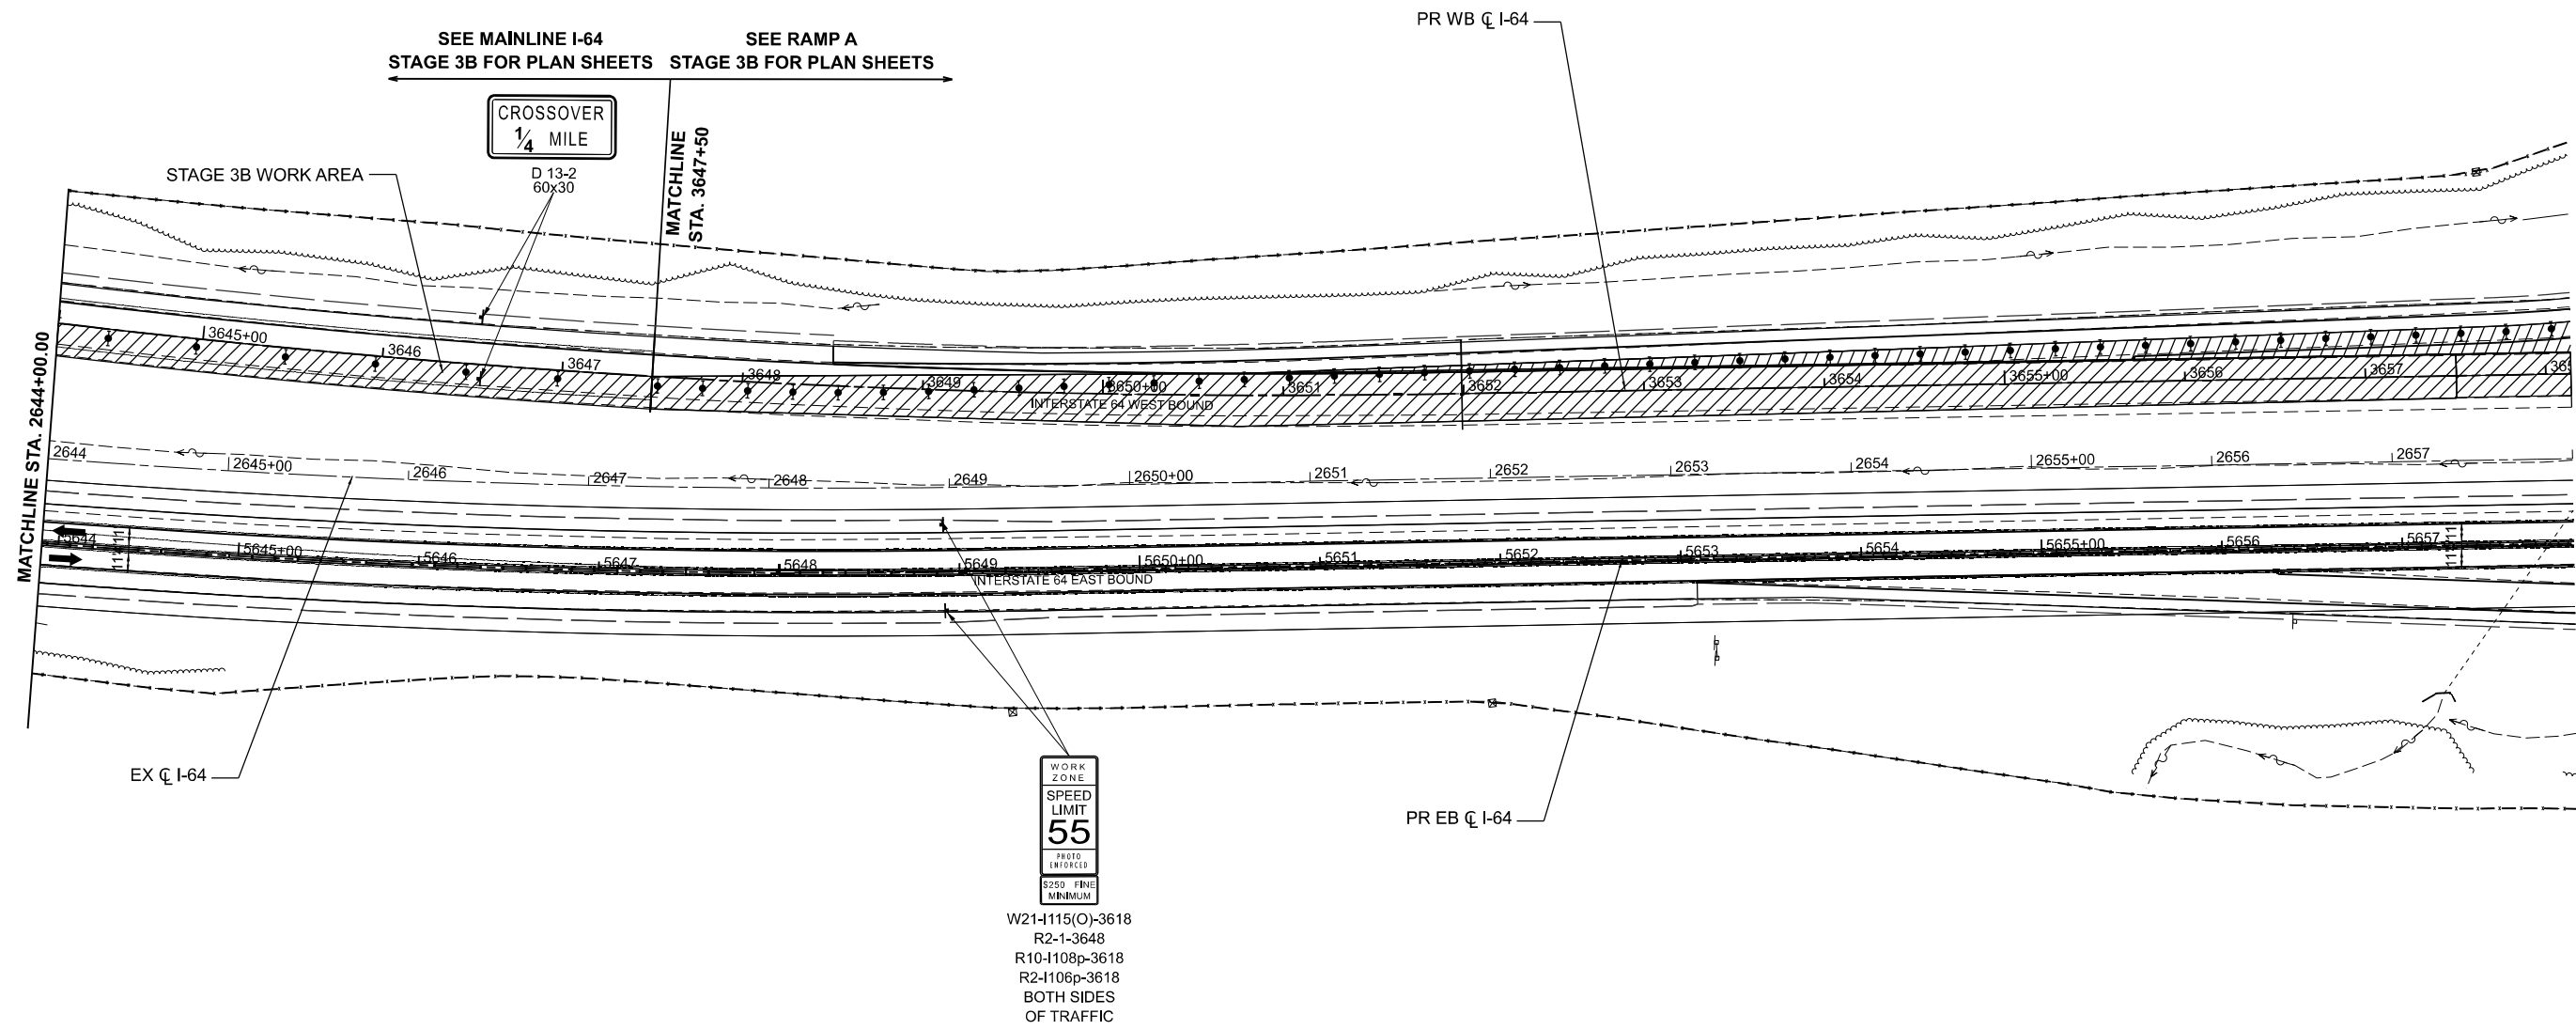 PR WB ℄ I-64
SEE MAINLINE I-64
STAGE 3B FOR PLAN SHEETS
SEE RAMP A
STAGE 3B FOR PLAN SHEETS
CROSSOVER
1/4 MILE
D 13-2
60x30
MATCHLINE
STA. 3647+50
STAGE 3B WORK AREA
MATCHLINE STA. 2644+00.00
3645+00
3646
3647
3648
3649
3650+00
3651
3652
3653
3654
3655+00
3656
3657
INTERSTATE 64 WEST BOUND
2644
2645+00
2646
2647
2648
2649
2650+00
2651
2652
2653
2654
2655+00
2656
2657
5644
5645+00
5646
5647
5648
5649
5650+00
5651
5652
5653
5654
5655+00
5656
5657
11'
11'
11'
11'
INTERSTATE 64 EAST BOUND
EX ℄ I-64
PR EB ℄ I-64
WORK
ZONE
SPEED
LIMIT
55
PHOTO
ENFORCED
$250 FINE
MINIMUM
W21-I115(O)-3618
R2-1-3648
R10-I108p-3618
R2-I106p-3618
BOTH SIDES
OF TRAFFIC